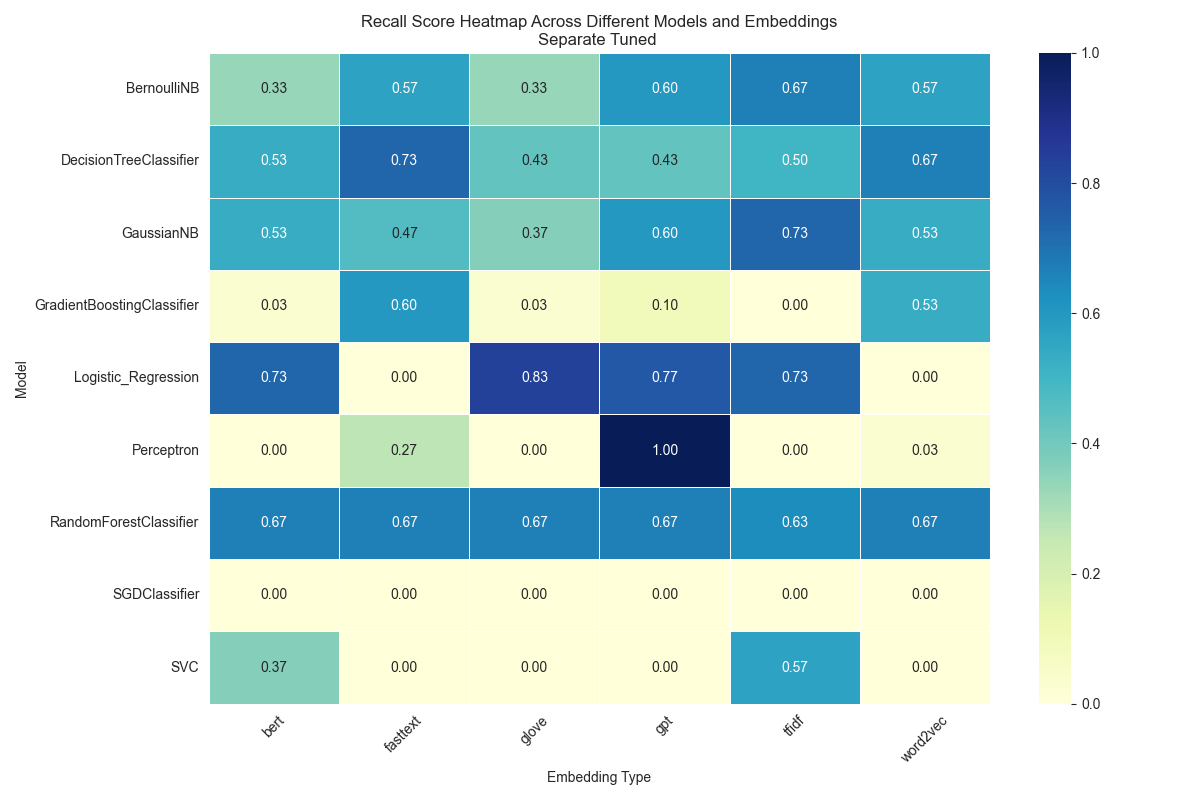 Recall Score Heatmap Across Different Models and Embeddings
Separate Tuned
Model
BernoulliNB 0.33 0.57 0.33 0.60 0.67 0.57
DecisionTreeClassifier 0.53 0.73 0.43 0.43 0.50 0.67
GaussianNB 0.53 0.47 0.37 0.60 0.73 0.53
GradientBoostingClassifier 0.03 0.60 0.03 0.10 0.00 0.53
Logistic_Regression 0.73 0.00 0.83 0.77 0.73 0.00
Perceptron 0.00 0.27 0.00 1.00 0.00 0.03
RandomForestClassifier 0.67 0.67 0.67 0.67 0.63 0.67
SGDClassifier 0.00 0.00 0.00 0.00 0.00 0.00
SVC 0.37 0.00 0.00 0.00 0.57 0.00
bert fasttext glove gpt tfidf word2vec
Embedding Type
1.0
0.8
0.6
0.4
0.2
0.0